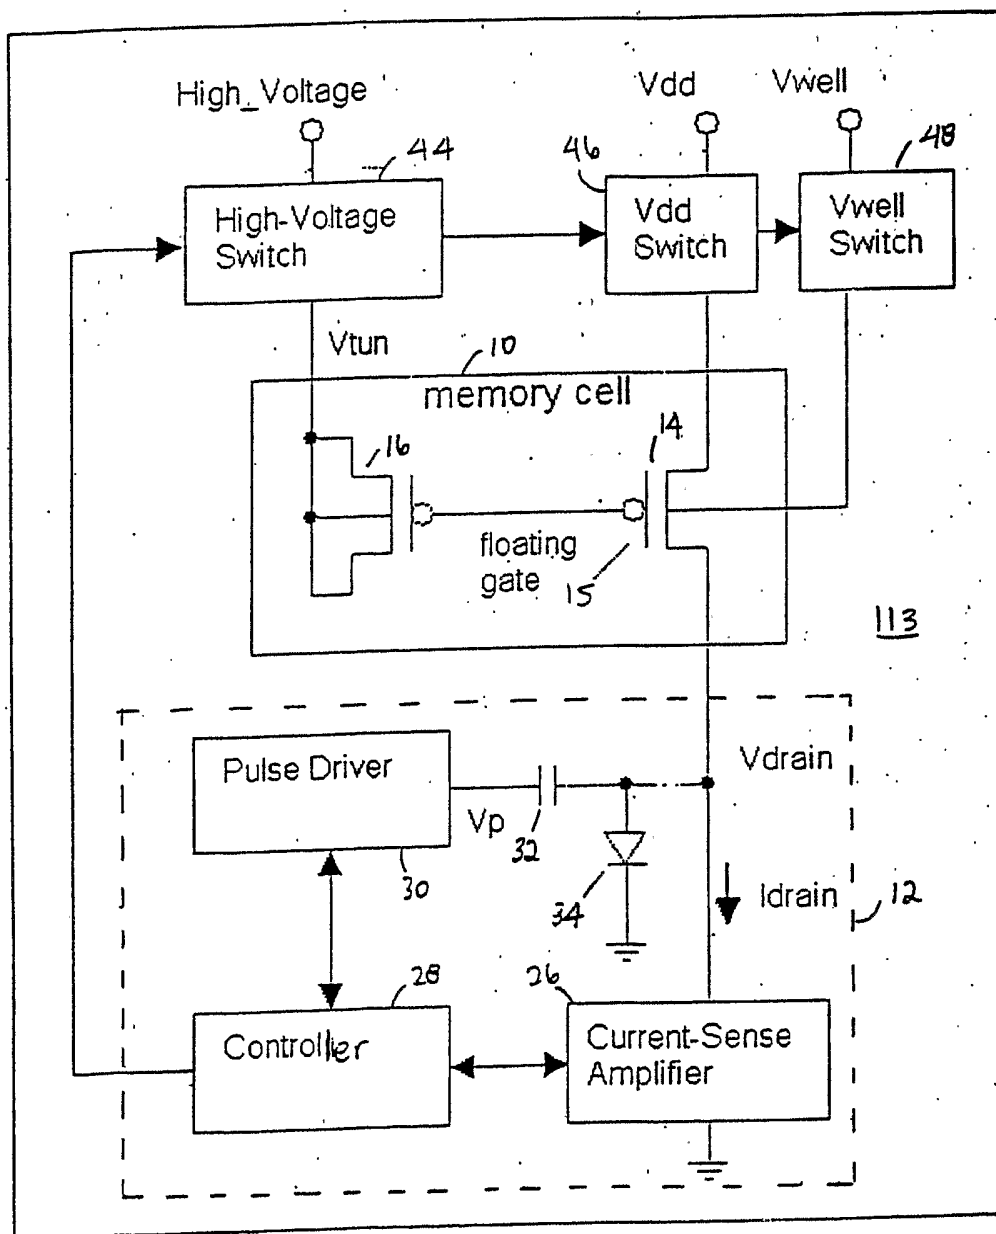 High_Voltage
Vdd
Vwell
44
46
48
High-Voltage
Switch
Vdd
Switch
Vwell
Switch
Vtun
10
memory cell
16
14
floating
gate
15
113
Pulse Driver
Vdrain
Vp
32
30
34
Idrain
12
28
26
Controller
Current-Sense
Amplifier